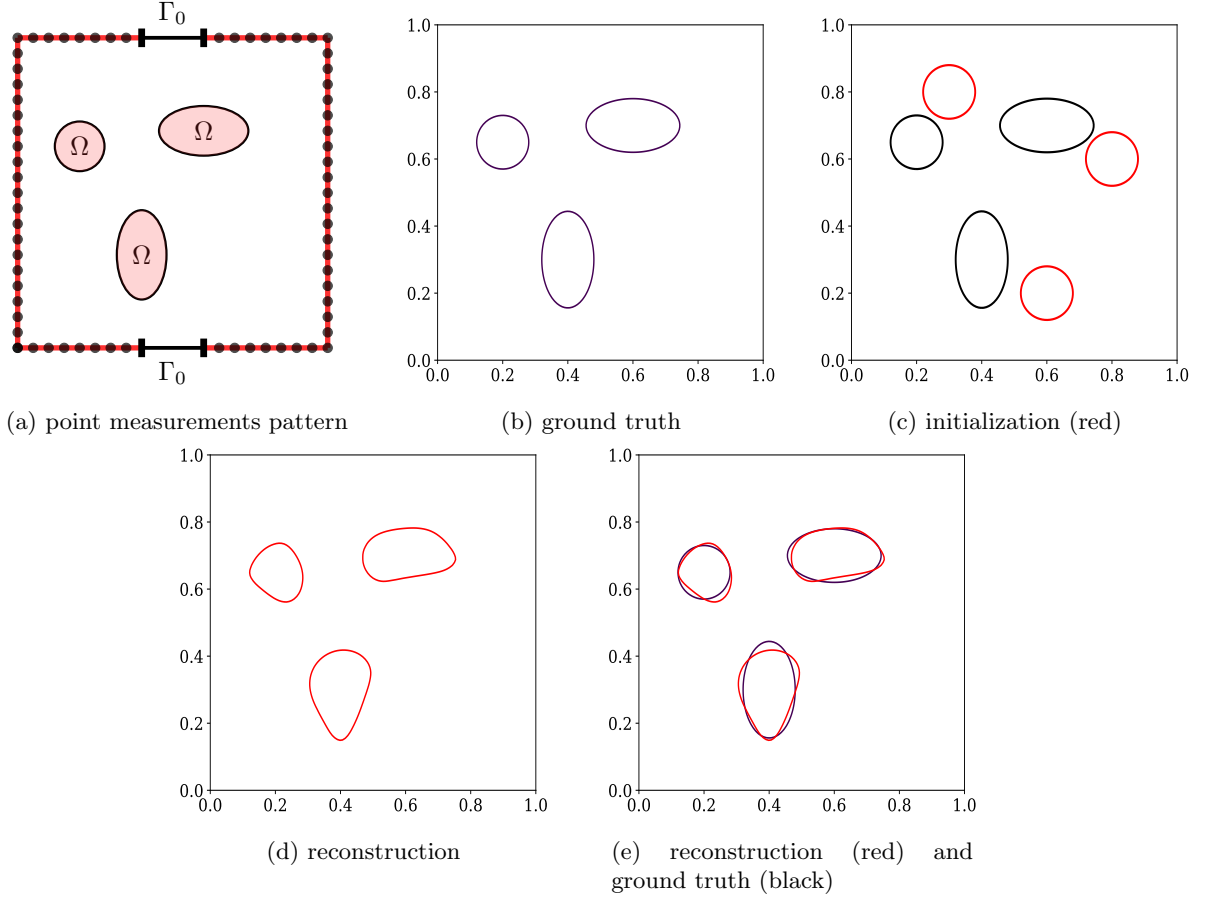 Γ₀
Ω
Ω
Ω
Γ₀
(a) point measurements pattern
1.0
0.8
0.6
0.4
0.2
0.0
0.0 0.2 0.4 0.6 0.8 1.0
(b) ground truth
1.0
0.8
0.6
0.4
0.2
0.0
0.0 0.2 0.4 0.6 0.8 1.0
(c) initialization (red)
1.0
0.8
0.6
0.4
0.2
0.0
0.0 0.2 0.4 0.6 0.8 1.0
(d) reconstruction
1.0
0.8
0.6
0.4
0.2
0.0
0.0 0.2 0.4 0.6 0.8 1.0
(e) reconstruction (red) and
ground truth (black)